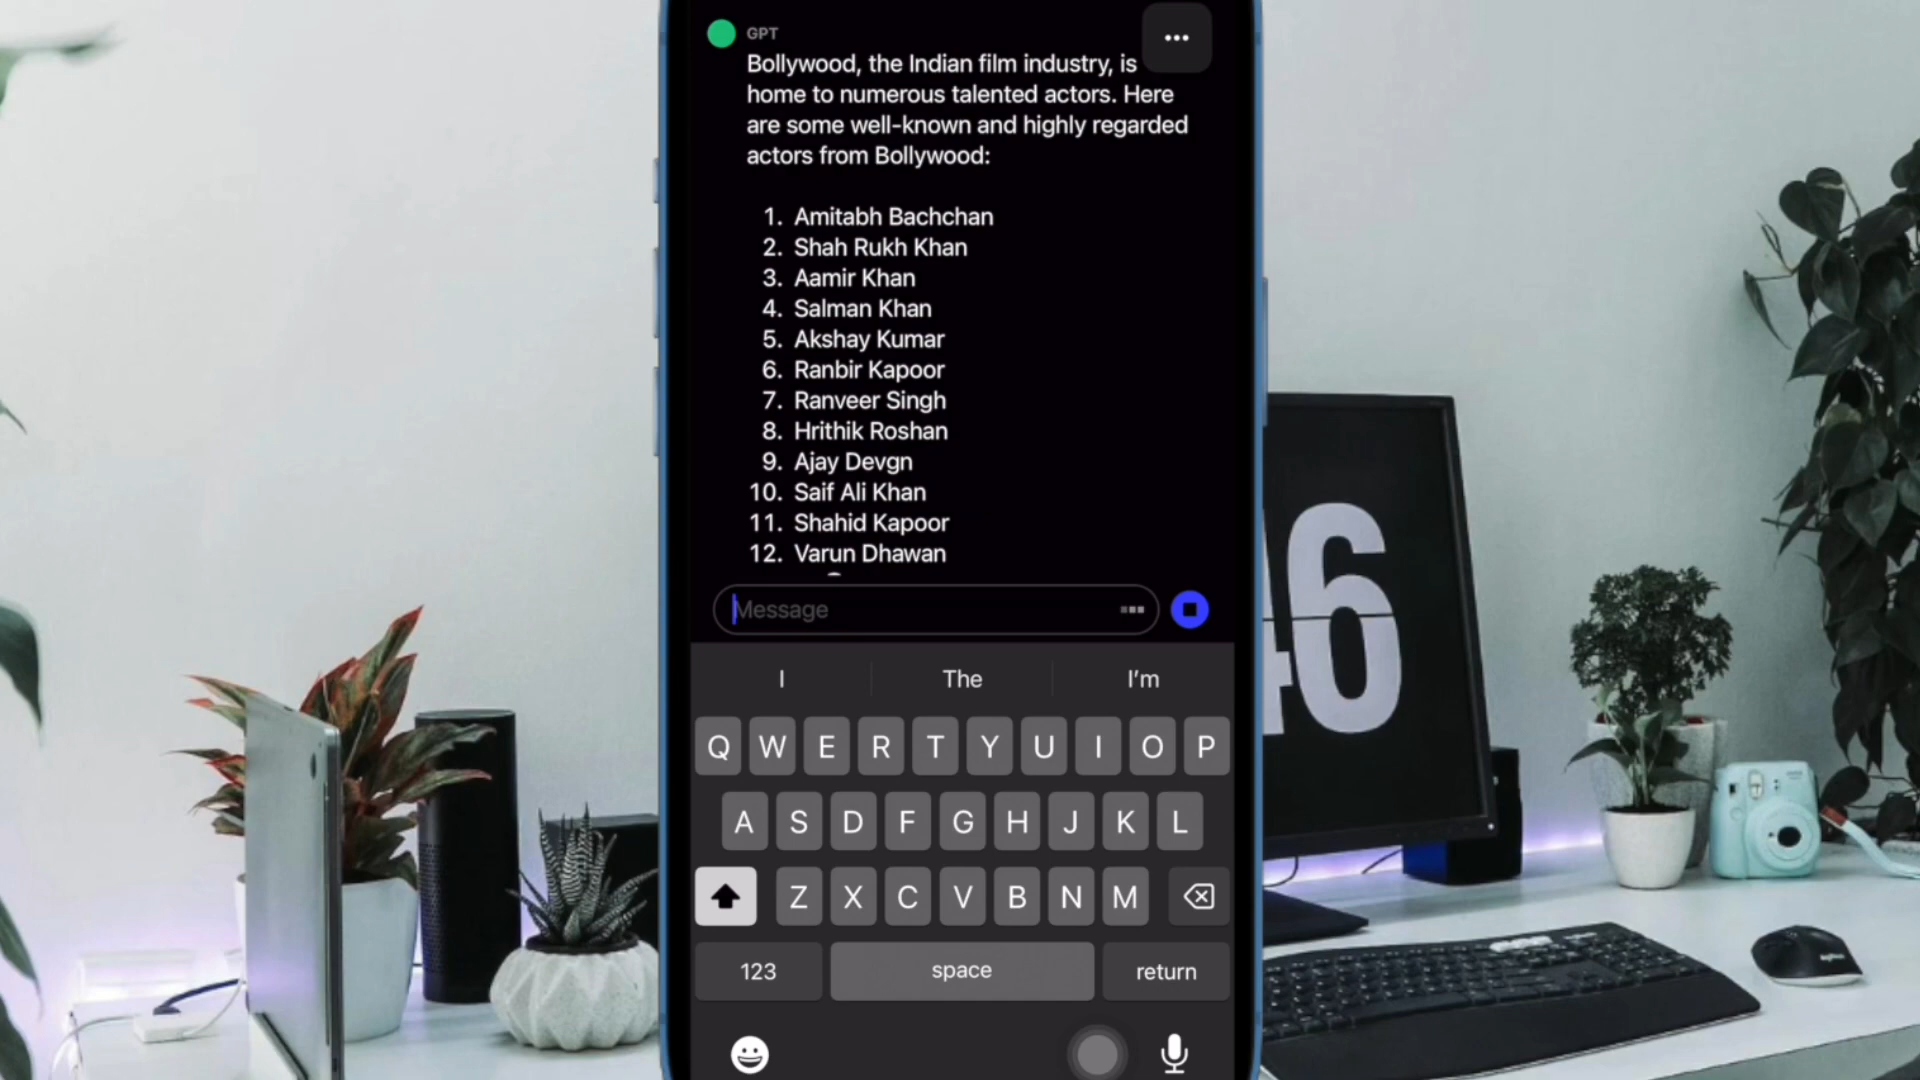 GPT
Bollywood, the Indian film industry, is
home to numerous talented actors. Here
are some well-known and highly regarded
actors from Bollywood:
1. Amitabh Bachchan
2. Shah Rukh Khan
3. Aamir Khan
4. Salman Khan
5. Akshay Kumar
6. Ranbir Kapoor
7. Ranveer Singh
8. Hrithik Roshan
9. Ajay Devgn
10. Saif Ali Khan
11. Shahid Kapoor
12. Varun Dhawan
Message
I The I'm
Q W E R T Y U I O P
A S D F G H J K L
Z X C V B N M
123 space return
46